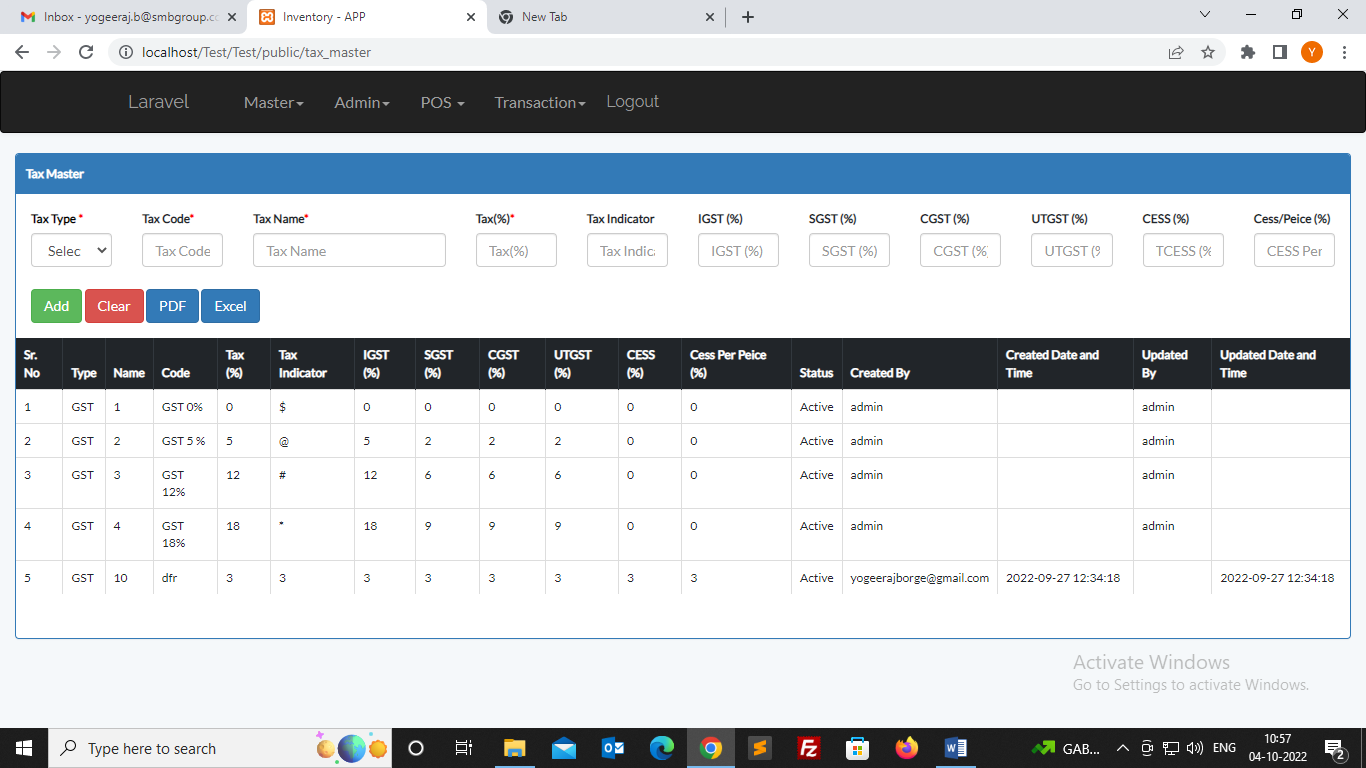 Inbox - yogeeraj.b@smbgroup.cc
Inventory - APP
New Tab
localhost/Test/Test/public/tax_master
Y
Laravel Master Admin POS Transaction Logout
Tax Master
Tax Type * Tax Code* Tax Name* Tax(%)* Tax Indicator IGST (%) SGST (%) CGST (%) UTGST (%) CESS (%) Cess/Peice (%)
Selec Tax Code Tax Name Tax(%) Tax Indic IGST (%) SGST (%) CGST (% UTGST (% TCESS (% CESS Per
Add Clear PDF Excel
Sr. No Type Name Code Tax (%) Tax Indicator IGST (%) SGST (%) CGST (%) UTGST (%) CESS (%) Cess Per Peice (%) Status Created By Created Date and Time Updated By Updated Date and Time
1 GST 1 GST 0% 0 $ 0 0 0 0 0 0 Active admin admin
2 GST 2 GST 5 % 5 @ 5 2 2 2 0 0 Active admin admin
3 GST 3 GST 12% 12 # 12 6 6 6 0 0 Active admin admin
4 GST 4 GST 18% 18 * 18 9 9 9 0 0 Active admin admin
5 GST 10 dfr 3 3 3 3 3 3 3 3 Active yogeerajborge@gmail.com 2022-09-27 12:34:18 2022-09-27 12:34:18
Activate Windows
Go to Settings to activate Windows.
Type here to search
GAB...
ENG
10:57
04-10-2022
2